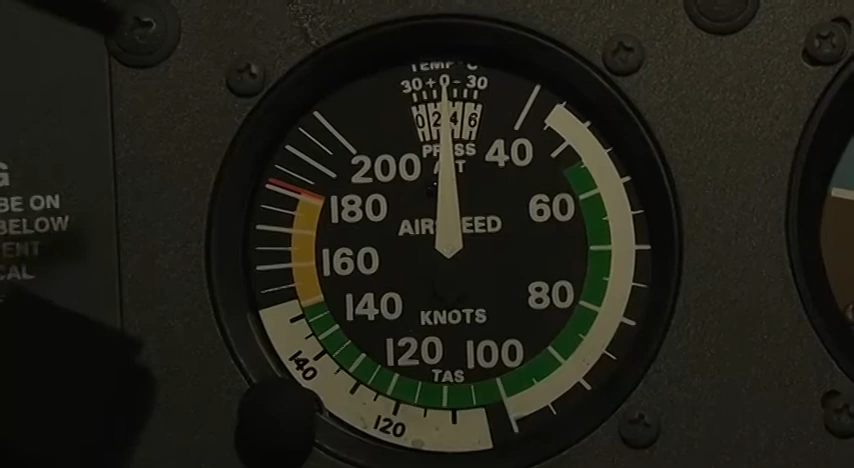 G
BE ON
BELOW
ENT
CAL
TEMP °C
30 + 0 - 30
0 2 4 6
PRESS
ALT
200
40
180
60
AIRSPEED
160
80
140
KNOTS
120
100
TAS
140
120